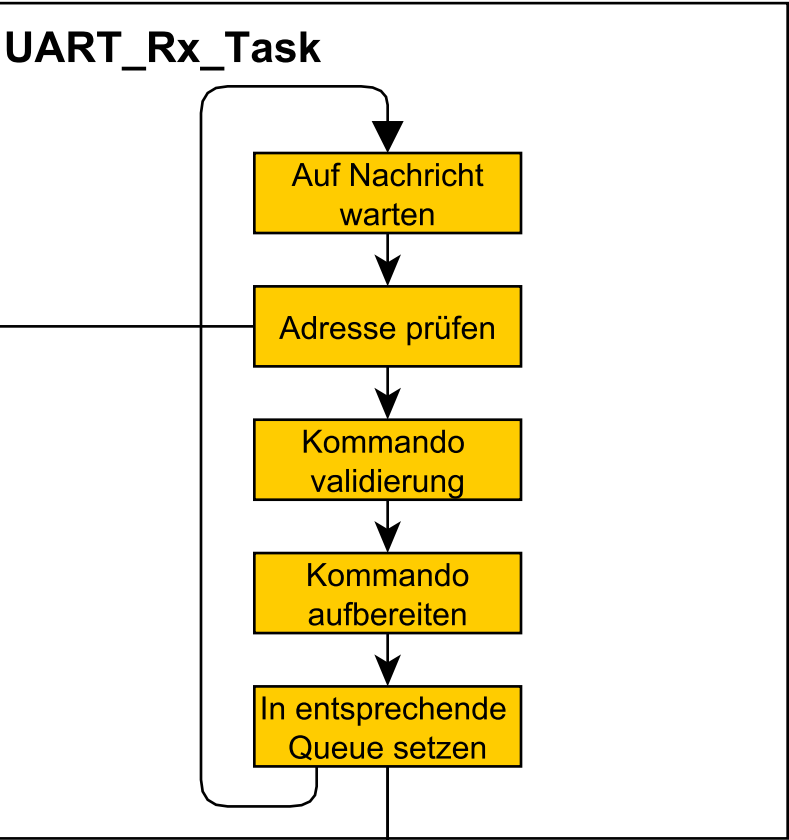 UART_Rx_Task
Auf Nachricht
warten
Adresse prüfen
Kommando
validierung
Kommando
aufbereiten
In entsprechende
Queue setzen